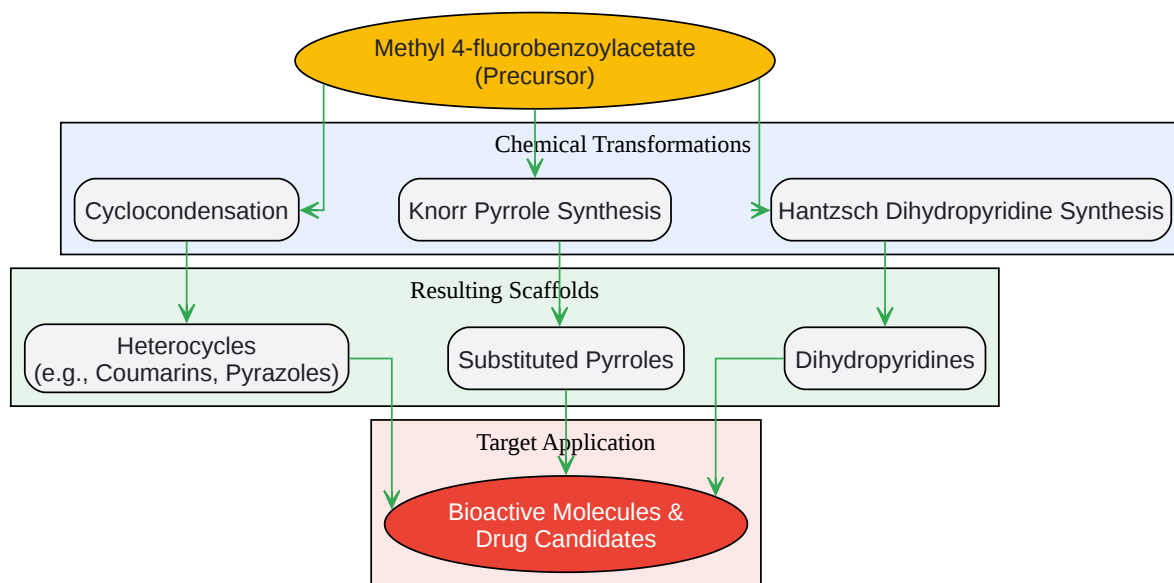 Methyl 4-fluorobenzoylacetate
(Precursor)
Chemical Transformations
Cyclocondensation
Knorr Pyrrole Synthesis
Hantzsch Dihydropyridine Synthesis
Resulting Scaffolds
Heterocycles
(e.g., Coumarins, Pyrazoles)
Substituted Pyrroles
Dihydropyridines
Target Application
Bioactive Molecules &
Drug Candidates